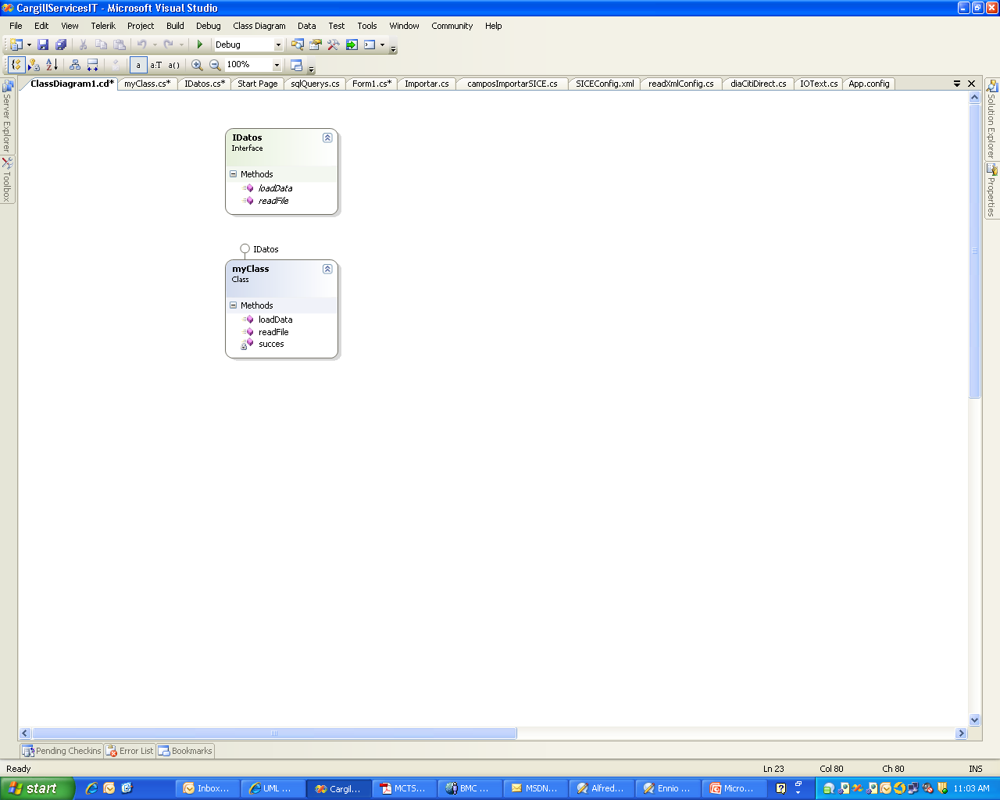 CargillServicesIT - Microsoft Visual Studio
File Edit View Telerik Project Build Debug Class Diagram Data Test Tools Window Community Help
Debug
a a:T a() 100%
ClassDiagram1.cd* myClass.cs* IDatos.cs* Start Page sqlQuerys.cs Form1.cs* Importar.cs camposImportarSICE.cs SICEConfig.xml readXmlConfig.cs diaCitiDirect.cs IOText.cs App.config
Server Explorer
Toolbox
Solution Explorer
Properties
IDatos
Interface
Methods
loadData
readFile
IDatos
myClass
Class
Methods
loadData
readFile
succes
Pending Checkins Error List Bookmarks
Ready Ln 23 Col 80 Ch 80 INS
start Inbox... UML ... Cargil... MCTS... BMC ... MSDN... Alfred... Ennio ... Micro... 11:03 AM